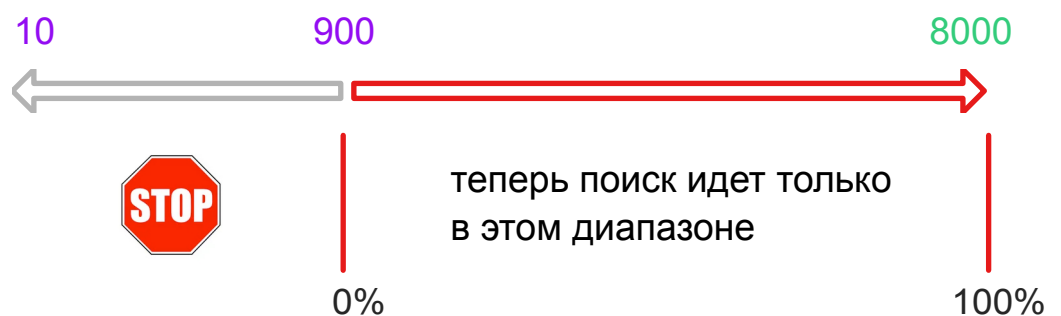 10 900 8000
STOP
теперь поиск идет только
в этом диапазоне
0% 100%